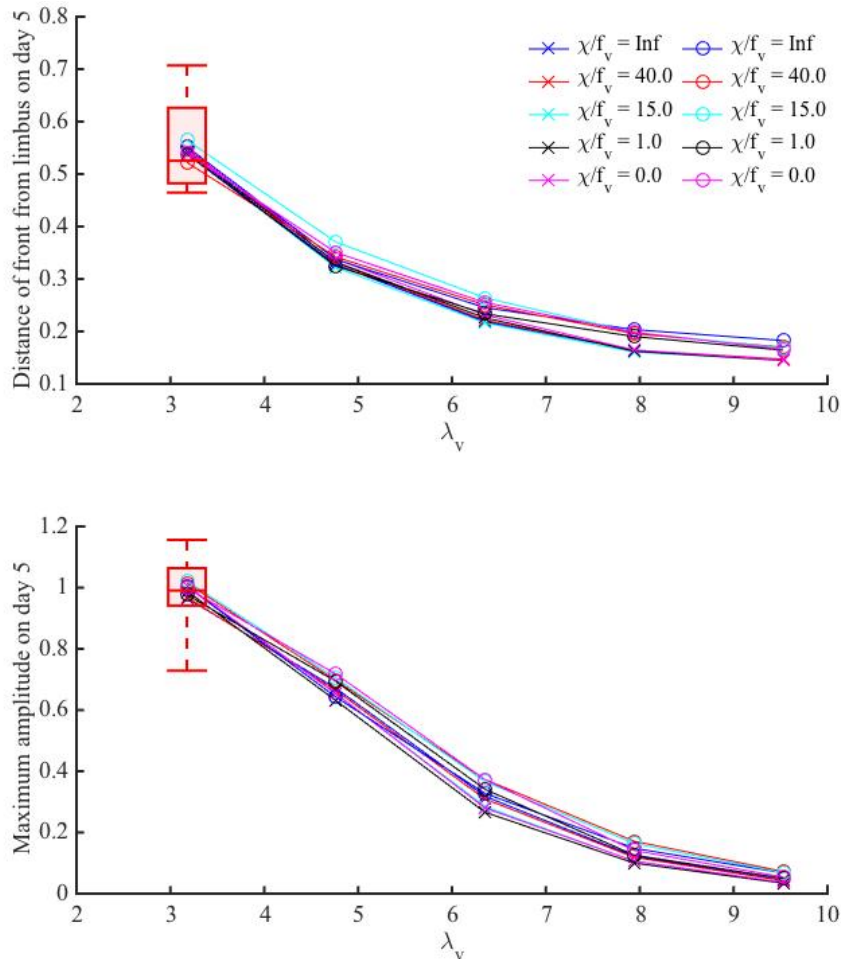 0.8
0.7
0.6
0.5
0.4
0.3
0.2
0.1
2 3 4 5 6 7 8 9 10
λ_v
Distance of front from limbus on day 5
χ/f_v = Inf χ/f_v = Inf
χ/f_v = 40.0 χ/f_v = 40.0
χ/f_v = 15.0 χ/f_v = 15.0
χ/f_v = 1.0 χ/f_v = 1.0
χ/f_v = 0.0 χ/f_v = 0.0
1.2
1
0.8
0.6
0.4
0.2
0
2 3 4 5 6 7 8 9 10
λ_v
Maximum amplitude on day 5